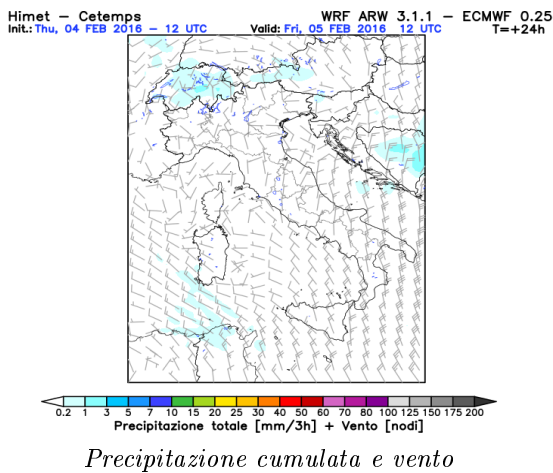 Himet – Cetemps WRF ARW 3.1.1 – ECMWF 0.25
Init.: Thu, 04 FEB 2016 – 12 UTC Valid: Fri, 05 FEB 2016 12 UTC T=+24h
0.2 1 3 5 7 10 15 20 25 30 40 50 60 70 80 100 125 150 175 200
Precipitazione totale [mm/3h] + Vento [nodi]
Precipitazione cumulata e vento